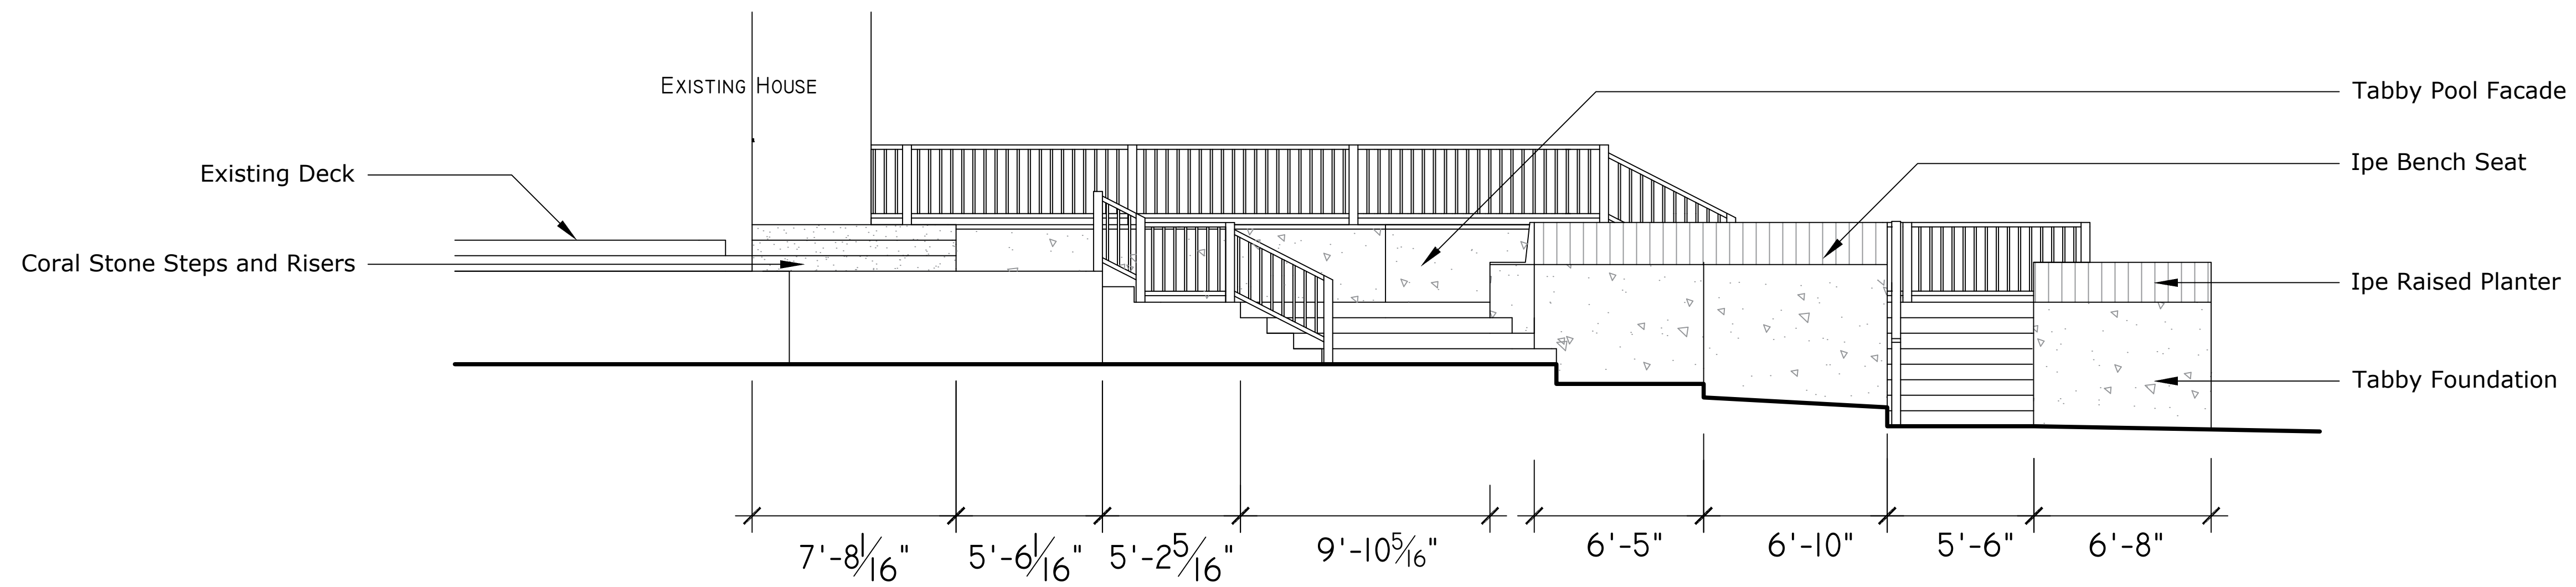 Existing House
Tabby Pool Facade
Ipe Bench Seat
Existing Deck
Coral Stone Steps and Risers
Ipe Raised Planter
Tabby Foundation
7'-8 1/16"
5'-6 1/16"
5'-2 5/16"
9'-10 5/16"
6'-5"
6'-10"
5'-6"
6'-8"